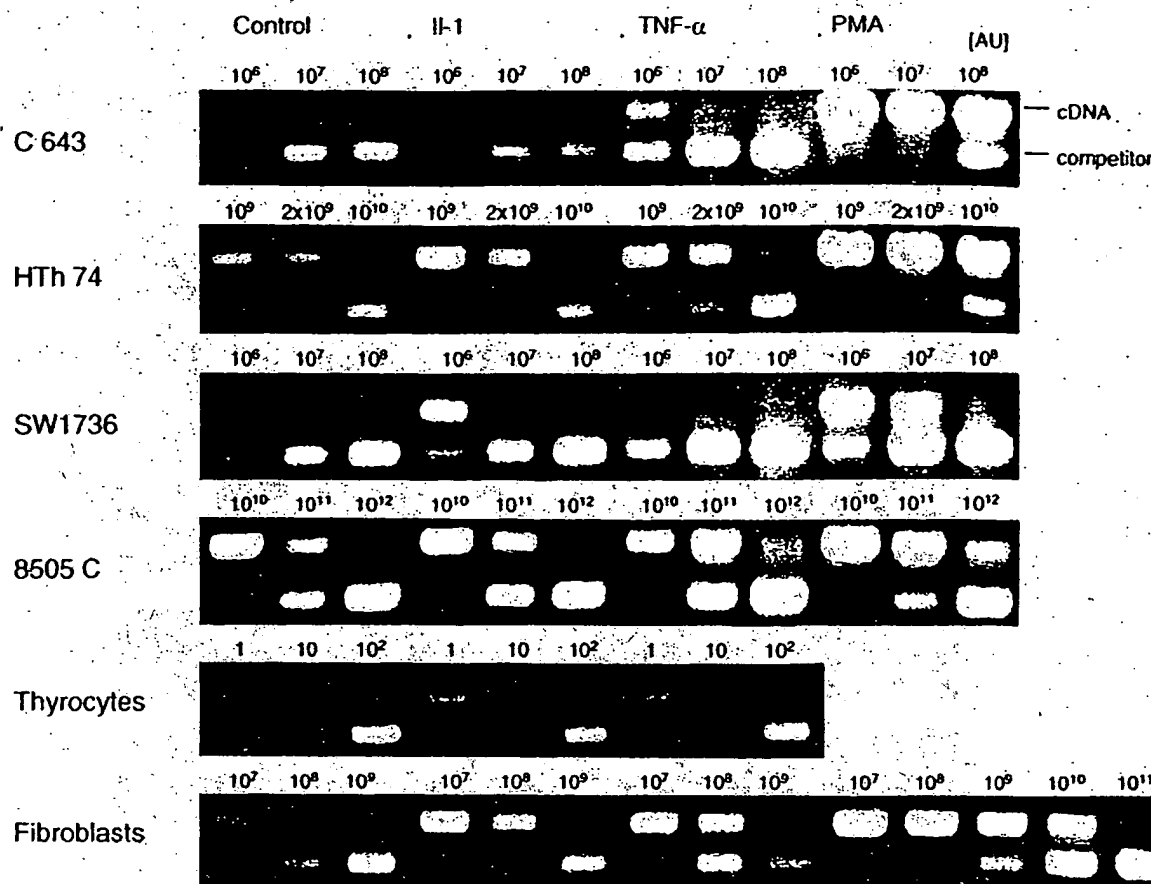 Control Il-1 TNF-α PMA [AU]
10⁶ 10⁷ 10⁸ 10⁶ 10⁷ 10⁸ 10⁶ 10⁷ 10⁸ 10⁶ 10⁷ 10⁸
C 643
cDNA
competitor
10⁹ 2x10⁹ 10¹⁰ 10⁹ 2x10⁹ 10¹⁰ 10⁹ 2x10⁹ 10¹⁰ 10⁹ 2x10⁹ 10¹⁰
HTh 74
10⁶ 10⁷ 10⁸ 10⁶ 10⁷ 10⁸ 10⁶ 10⁷ 10⁸ 10⁶ 10⁷ 10⁸
SW1736
10¹⁰ 10¹¹ 10¹² 10¹⁰ 10¹¹ 10¹² 10¹⁰ 10¹¹ 10¹² 10¹⁰ 10¹¹ 10¹²
8505 C
1 10 10² 1 10 10² 1 10 10²
Thyrocytes
10⁷ 10⁸ 10⁹ 10⁷ 10⁸ 10⁹ 10⁷ 10⁸ 10⁹ 10⁷ 10⁸ 10⁹ 10¹⁰ 10¹¹
Fibroblasts